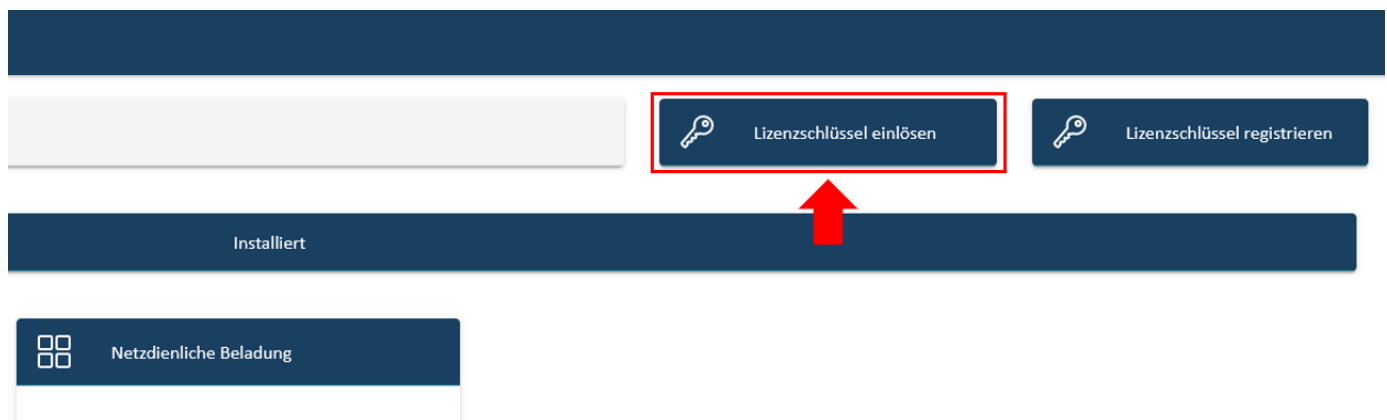 Lizenzschlüssel einlösen
Lizenzschlüssel registrieren
Installiert
Netzdienliche Beladung